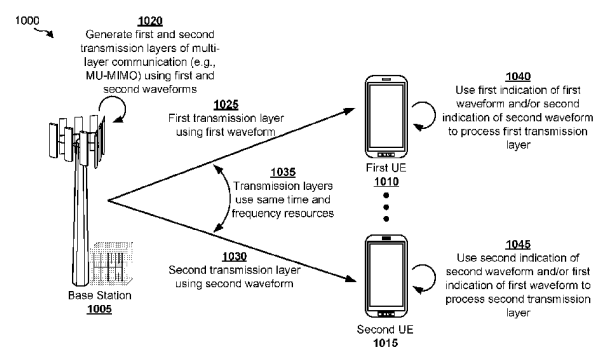 1000
1020
Generate first and second
transmission layers of multi-
layer communication (e.g.,
MU-MIMO) using first and
second waveforms
1025
First transmission layer
using first waveform
1035
Transmission layers
use same time and
frequency resources
1030
Second transmission layer
using second waveform
Base Station
1005
First UE
1010
1040
Use first indication of first
waveform and/or second
indication of second waveform
to process first transmission
layer
1045
Use second indication of
second waveform and/or first
indication of first waveform to
process second transmission
layer
Second UE
1015